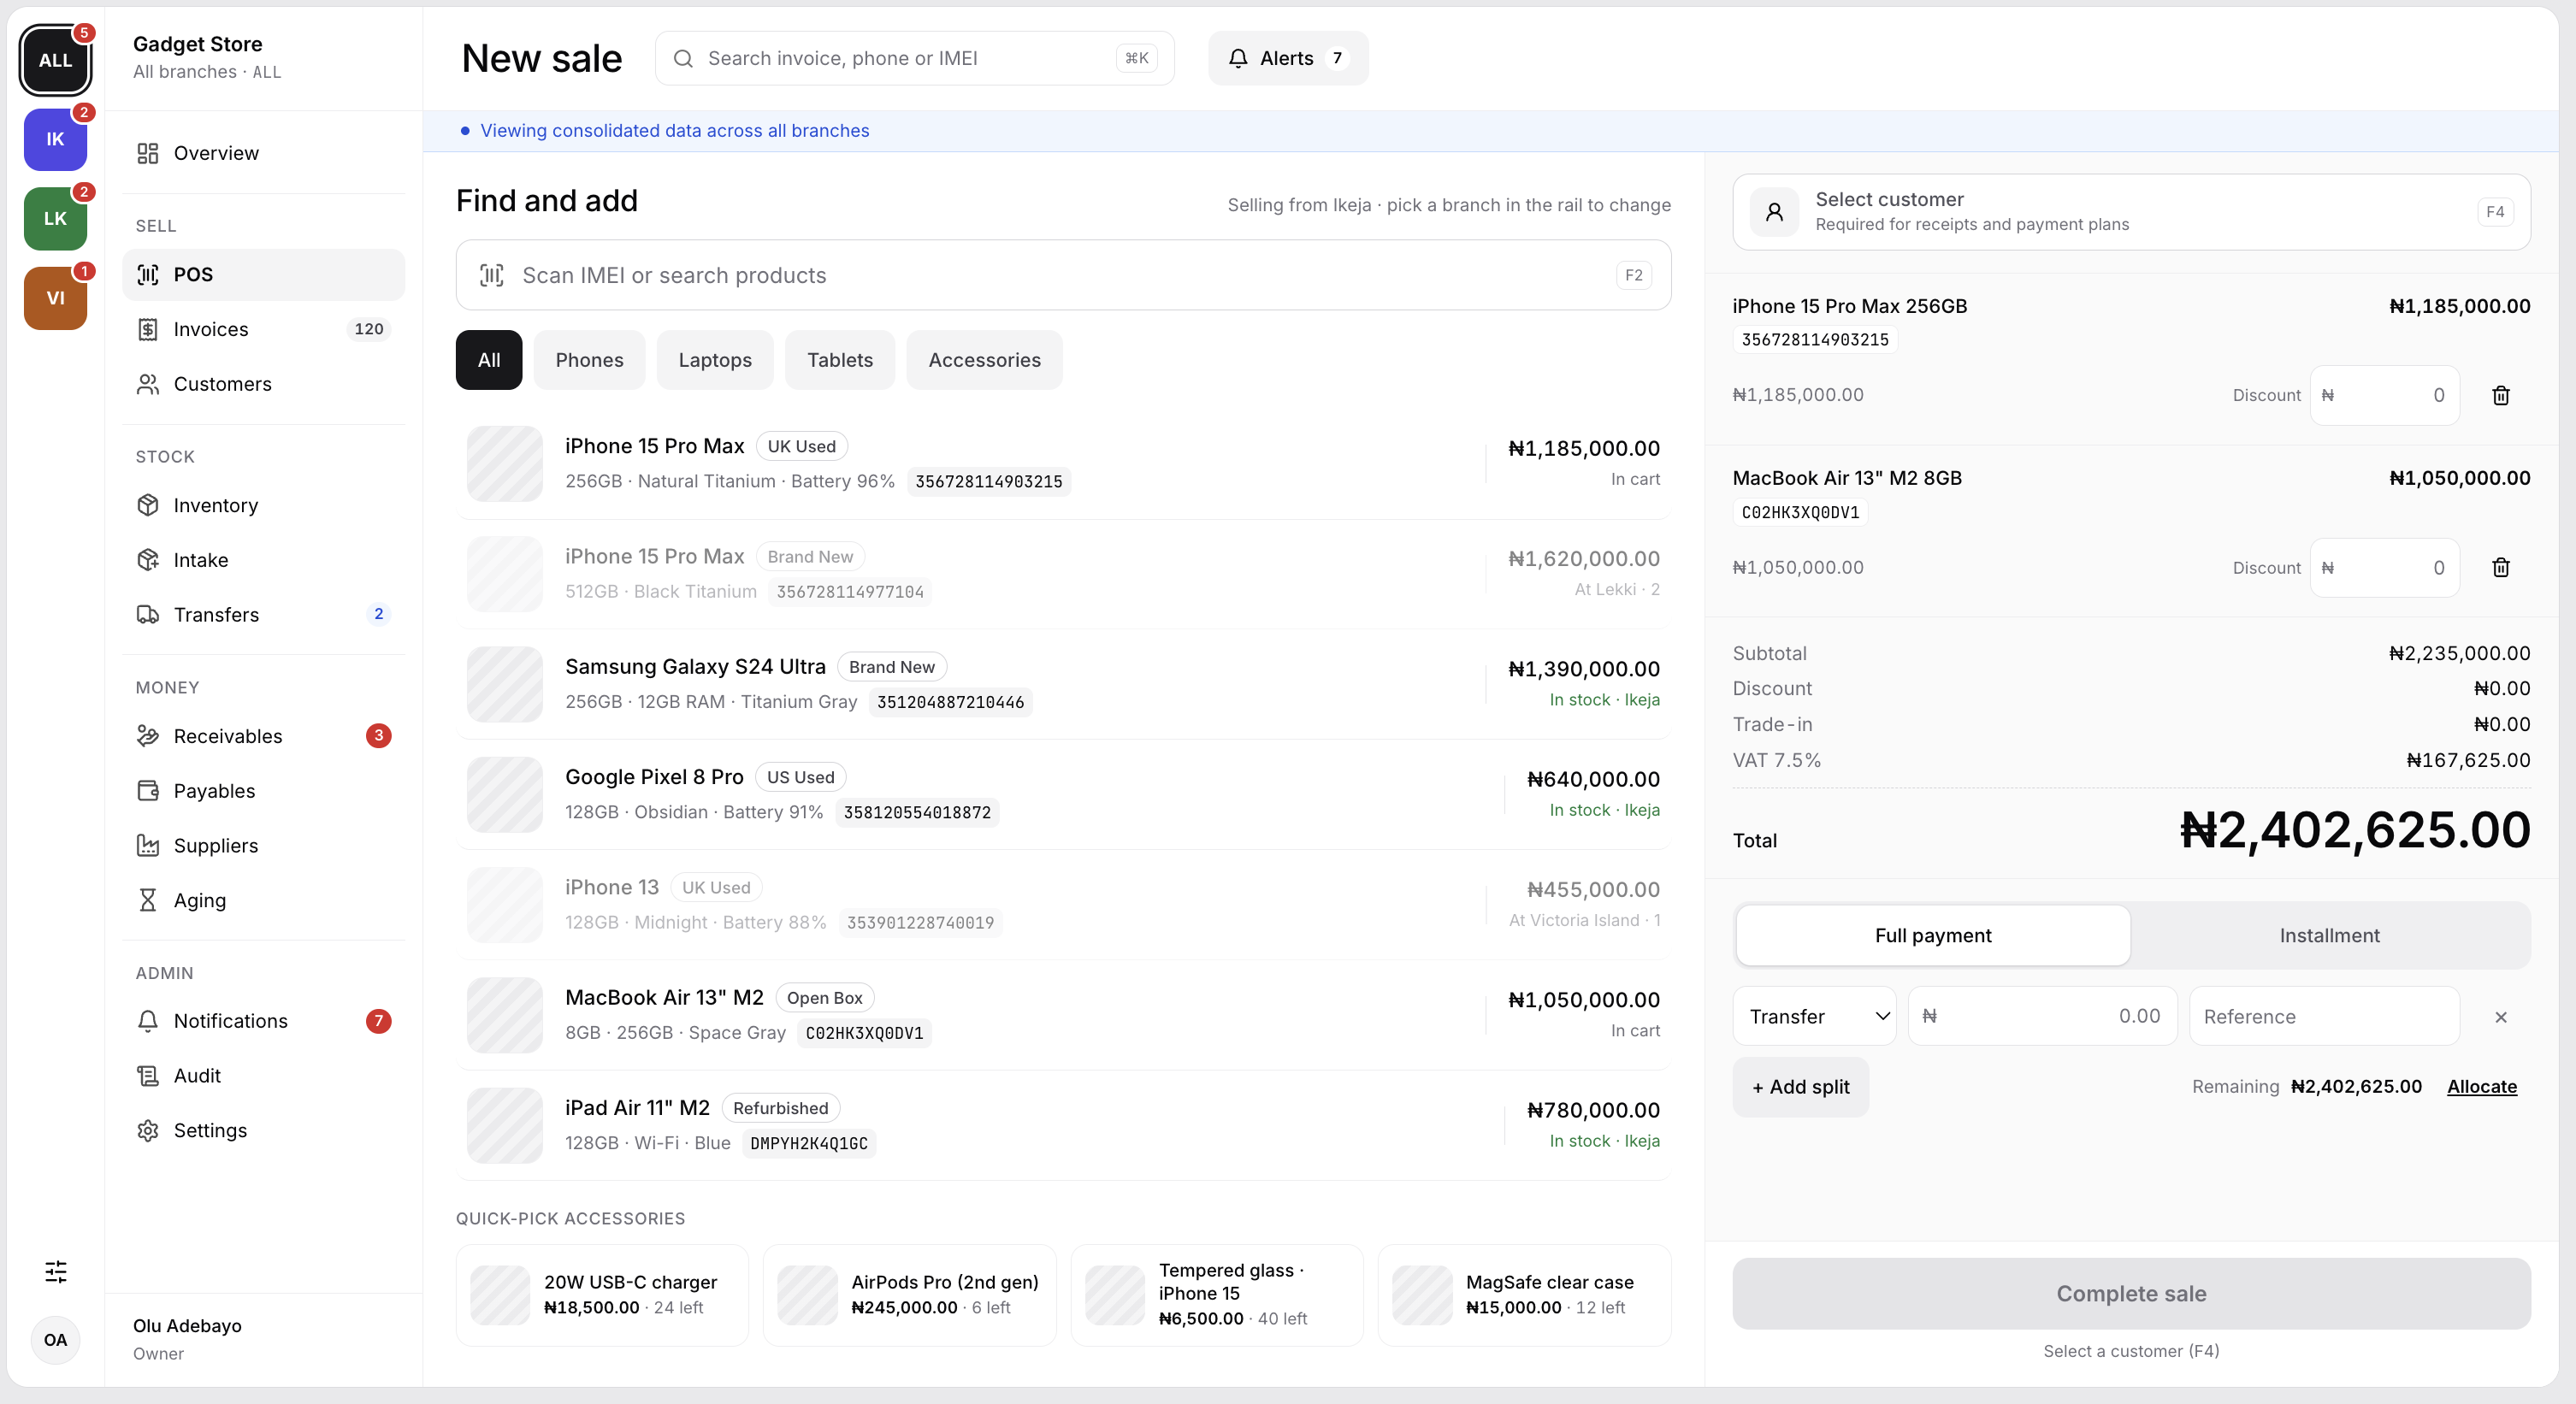 ALL
5
IK
2
LK
2
VI
1
OA
Gadget Store
All branches · ALL
Overview
SELL
POS
Invoices 120
Customers
STOCK
Inventory
Intake
Transfers 2
MONEY
Receivables 3
Payables
Suppliers
Aging
ADMIN
Notifications 7
Audit
Settings
Olu Adebayo
Owner
New sale
Search invoice, phone or IMEI ⌘K
Alerts 7
Viewing consolidated data across all branches
Find and add
Selling from Ikeja · pick a branch in the rail to change
Scan IMEI or search products F2
All Phones Laptops Tablets Accessories
iPhone 15 Pro Max UK Used ₦1,185,000.00
256GB · Natural Titanium · Battery 96% 356728114903215 In cart
iPhone 15 Pro Max Brand New ₦1,620,000.00
512GB · Black Titanium 356728114977104 At Lekki · 2
Samsung Galaxy S24 Ultra Brand New ₦1,390,000.00
256GB · 12GB RAM · Titanium Gray 351204887210446 In stock · Ikeja
Google Pixel 8 Pro US Used ₦640,000.00
128GB · Obsidian · Battery 91% 358120554018872 In stock · Ikeja
iPhone 13 UK Used ₦455,000.00
128GB · Midnight · Battery 88% 353901228740019 At Victoria Island · 1
MacBook Air 13" M2 Open Box ₦1,050,000.00
8GB · 256GB · Space Gray C02HK3XQ0DV1 In cart
iPad Air 11" M2 Refurbished ₦780,000.00
128GB · Wi-Fi · Blue DMPYH2K4Q1GC In stock · Ikeja
QUICK-PICK ACCESSORIES
20W USB-C charger
₦18,500.00 · 24 left
AirPods Pro (2nd gen)
₦245,000.00 · 6 left
Tempered glass ·
iPhone 15
₦6,500.00 · 40 left
MagSafe clear case
₦15,000.00 · 12 left
Select customer
Required for receipts and payment plans
F4
iPhone 15 Pro Max 256GB ₦1,185,000.00
356728114903215
₦1,185,000.00 Discount ₦ 0
MacBook Air 13" M2 8GB ₦1,050,000.00
C02HK3XQ0DV1
₦1,050,000.00 Discount ₦ 0
Subtotal ₦2,235,000.00
Discount ₦0.00
Trade-in ₦0.00
VAT 7.5% ₦167,625.00
Total ₦2,402,625.00
Full payment Installment
Transfer ₦ 0.00 Reference ×
+ Add split Remaining ₦2,402,625.00 Allocate
Complete sale
Select a customer (F4)